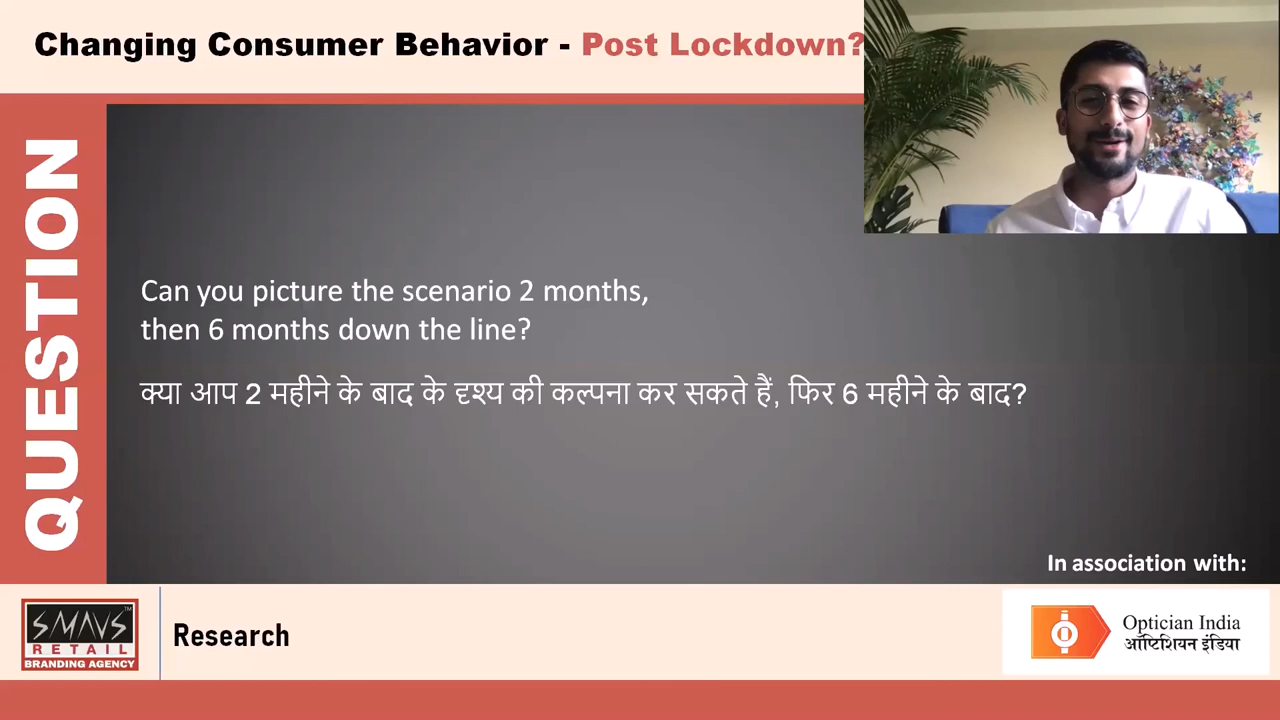 Changing Consumer Behavior - Post Lockdown?
QUESTION
Can you picture the scenario 2 months,
then 6 months down the line?
क्या आप 2 महीने के बाद के दृश्य की कल्पना कर सकते हैं, फिर 6 महीने के बाद?
In association with:
SMAVS™
RETAIL
BRANDING AGENCY
Research
Optician India
ऑप्टिशियन इंडिया